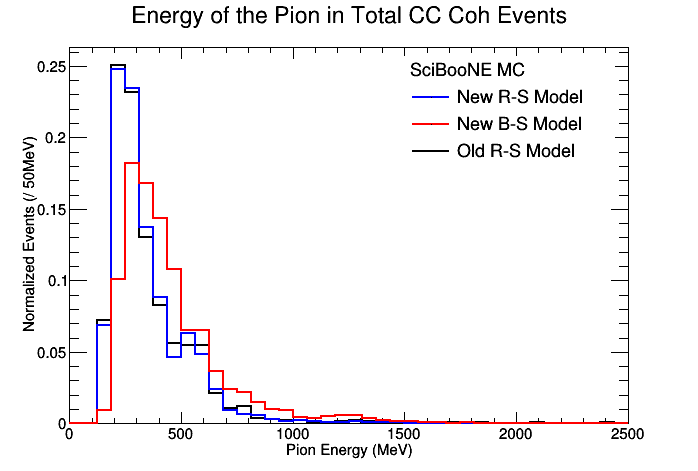 Energy of the Pion in Total CC Coh Events
SciBooNE MC
New R-S Model
New B-S Model
Old R-S Model
Normalized Events (/ 50MeV)
0.25
0.2
0.15
0.1
0.05
0
0 500 1000 1500 2000 2500
Pion Energy (MeV)